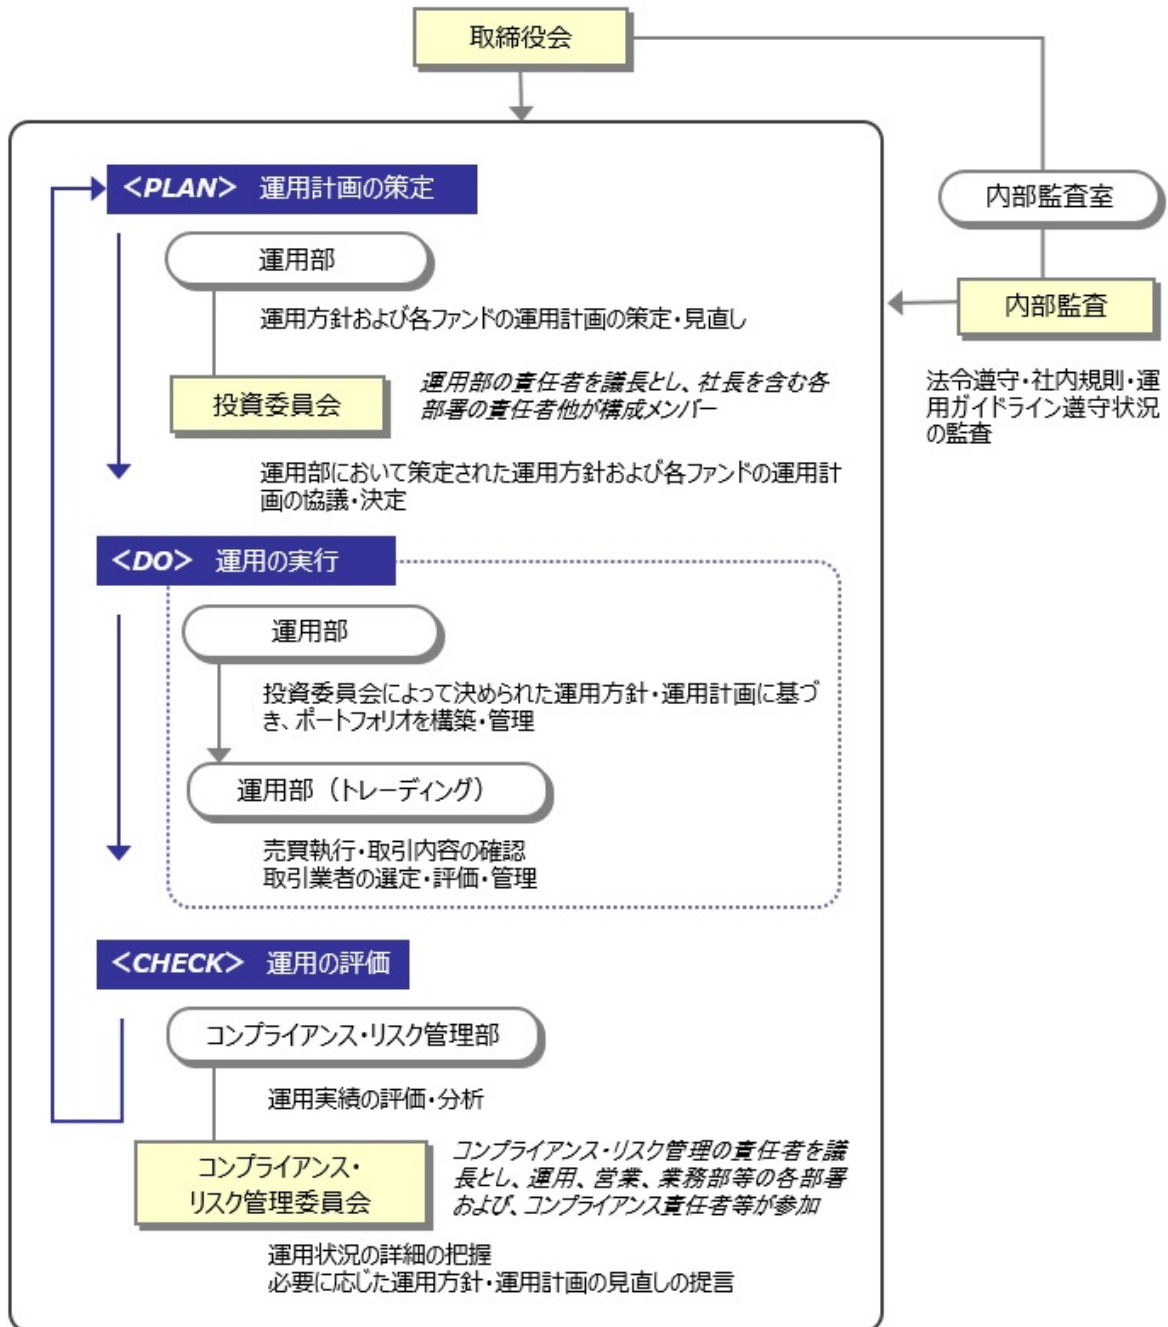 取締役会
<PLAN> 運用計画の策定
運用部
運用方針および各ファンドの運用計画の策定・見直し
投資委員会
運用部の責任者を議長とし、社長を含む各
部署の責任者他が構成メンバー
運用部において策定された運用方針および各ファンドの運用計
画の協議・決定
<DO> 運用の実行
運用部
投資委員会によって決められた運用方針・運用計画に基づ
き、ポートフォリオを構築・管理
運用部（トレーディング）
売買執行・取引内容の確認
取引業者の選定・評価・管理
<CHECK> 運用の評価
コンプライアンス・リスク管理部
運用実績の評価・分析
コンプライアンス・
リスク管理委員会
コンプライアンス・リスク管理の責任者を議
長とし、運用、営業、業務部等の各部署
および、コンプライアンス責任者等が参加
運用状況の詳細の把握
必要に応じた運用方針・運用計画の見直しの提言
内部監査室
内部監査
法令遵守・社内規則・運
用ガイドライン遵守状況
の監査